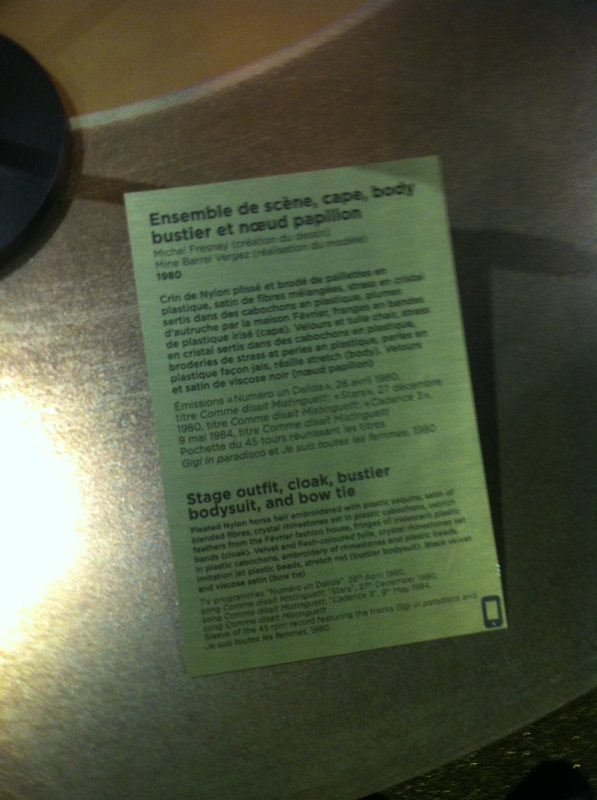 Ensemble de scène, cape, body
bustier et nœud papillon
Michel Fresnay (création du dessin)
Mine Barral Vergez (réalisation du modèle)
1980
Crin de Nylon plissé et brodé de paillettes en
plastique, satin de fibres mélangées, strass en cristal
sertis dans des cabochons en plastique, plumes
d'autruche par la maison Février, franges en bandes
de plastique irisé (cape). Velours et tulle chair, strass
en cristal sertis dans des cabochons en plastique,
broderies de strass et perles en plastique, perles en
plastique façon jais, résille stretch (body). Velours
et satin de viscose noir (nœud papillon)
Émissions «Numéro un Dalida», 26 avril 1980,
titre Comme disait Mistinguett; «Stars», 27 décembre
1980, titre Comme disait Mistinguett; «Cadence 3»,
9 mai 1984, titre Comme disait Mistinguett
Pochette du 45 tours réunissant les titres
Gigi in paradisco et Je suis toutes les femmes, 1980
Stage outfit, cloak, bustier
bodysuit, and bow tie
Pleated Nylon horse hair embroidered with plastic sequins, satin of
blended fibres, crystal rhinestones set in plastic cabochons, ostrich
feathers from the Février fashion house, fringes of iridescent plastic
bands (cloak). Velvet and flesh-coloured tulle, crystal rhinestones set
in plastic cabochons, embroidery of rhinestones and plastic beads,
imitation jet plastic beads, stretch net (bustier bodysuit). Black velvet
and viscose satin (bow tie)
TV programmes "Numéro un Dalida", 26th April 1980,
song Comme disait Mistinguett; "Stars", 27th December 1980,
song Comme disait Mistinguett; "Cadence 3", 9th May 1984,
song Comme disait Mistinguett
Sleeve of the 45 rpm record featuring the tracks Gigi in paradisco and
Je suis toutes les femmes, 1980